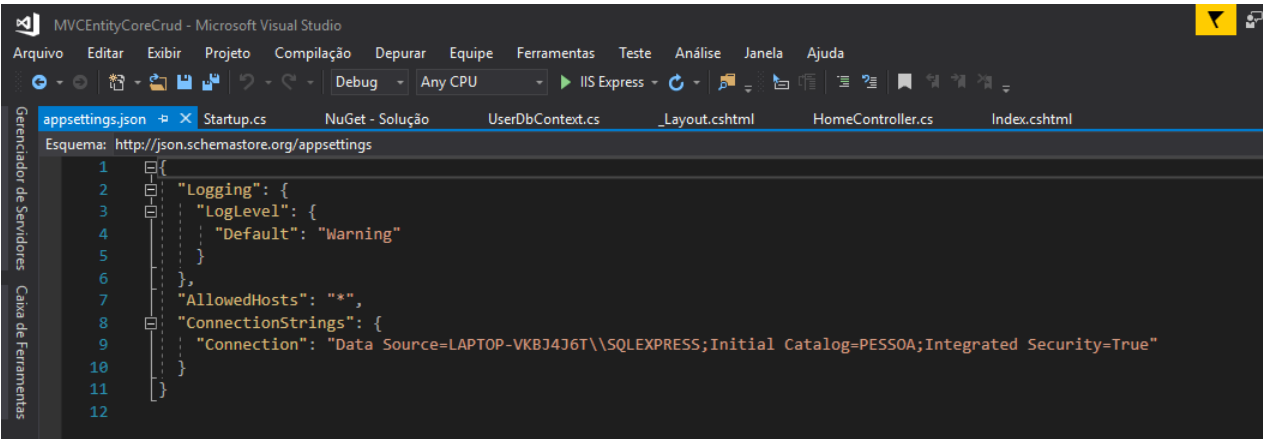 MVCEntityCoreCrud - Microsoft Visual Studio
Arquivo Editar Exibir Projeto Compilação Depurar Equipe Ferramentas Teste Análise Janela Ajuda
Debug Any CPU IIS Express
appsettings.json Startup.cs NuGet - Solução UserDbContext.cs _Layout.cshtml HomeController.cs Index.cshtml
Esquema: http://json.schemastore.org/appsettings
Gerenciador de Servidores
Caixa de Ferramentas
1 {
2 "Logging": {
3 "LogLevel": {
4 "Default": "Warning"
5 }
6 },
7 "AllowedHosts": "*",
8 "ConnectionStrings": {
9 "Connection": "Data Source=LAPTOP-VKBJ4J6T\\SQLEXPRESS;Initial Catalog=PESSOA;Integrated Security=True"
10 }
11 }
12